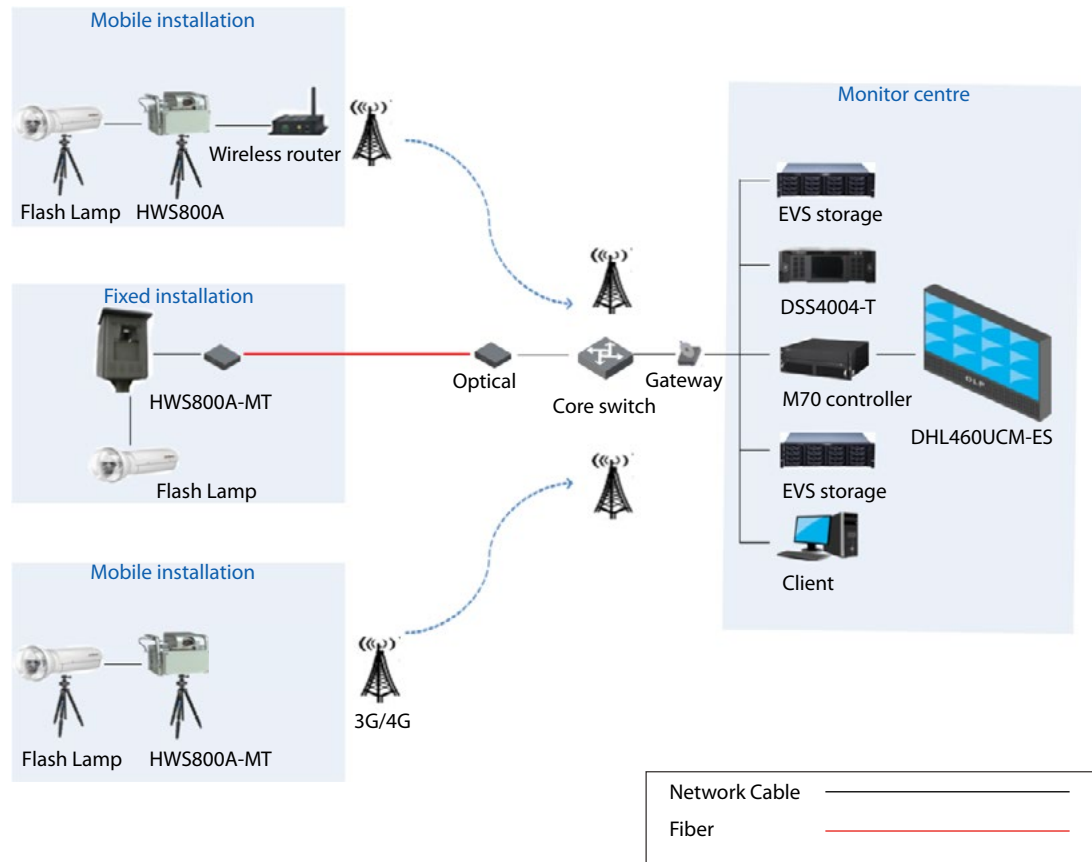 Mobile installation
Flash Lamp
HWS800A
Wireless router
Fixed installation
HWS800A-MT
Flash Lamp
Mobile installation
Flash Lamp
HWS800A-MT
3G/4G
Optical
Core switch
Gateway
Monitor centre
EVS storage
DSS4004-T
M70 controller
DLP
DHL460UCM-ES
EVS storage
Client
Network Cable
Fiber